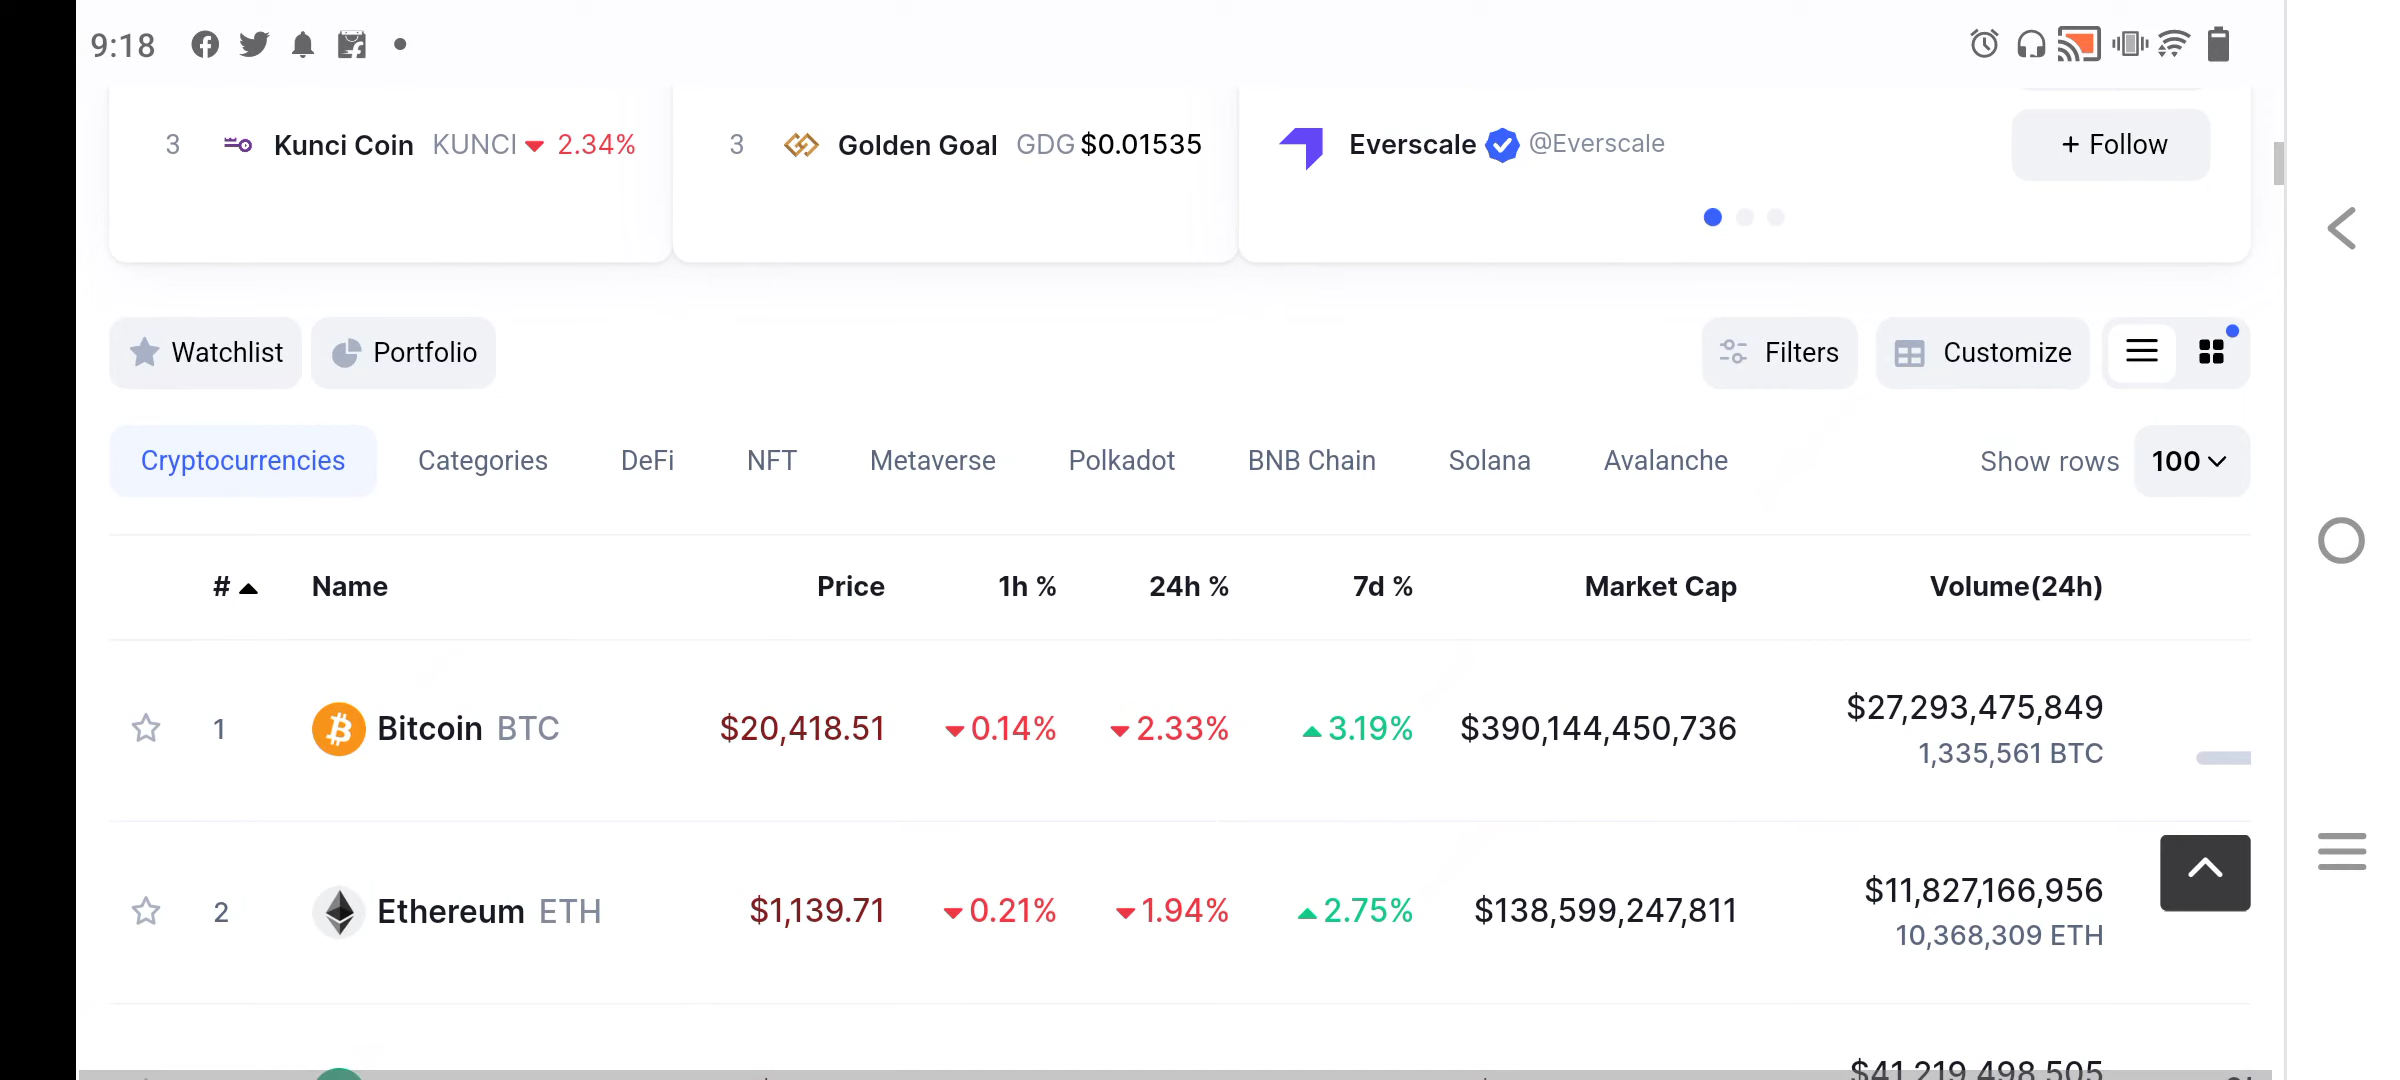 9:18
3 Kunci Coin KUNCI 2.34% 3 Golden Goal GDG $0.01535 Everscale @Everscale + Follow
Watchlist Portfolio Filters Customize
Cryptocurrencies Categories DeFi NFT Metaverse Polkadot BNB Chain Solana Avalanche Show rows 100
# Name Price 1h % 24h % 7d % Market Cap Volume(24h)
1 Bitcoin BTC $20,418.51 0.14% 2.33% 3.19% $390,144,450,736 $27,293,475,849
1,335,561 BTC
2 Ethereum ETH $1,139.71 0.21% 1.94% 2.75% $138,599,247,811 $11,827,166,956
10,368,309 ETH
$41,219,498,505